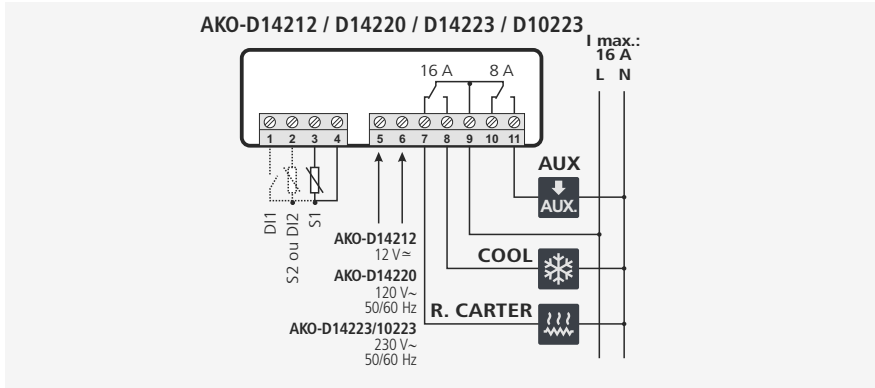 AKO-D14212 / D14220 / D14223 / D10223
I max.:
16 A
L N
16 A 8 A
1 2 3 4 5 6 7 8 9 10 11
DI1
S2 ou DI2
S1
AUX
AUX.
AKO-D14212
12 V≂
COOL
AKO-D14220
120 V~
50/60 Hz
R. CARTER
AKO-D14223/10223
230 V~
50/60 Hz